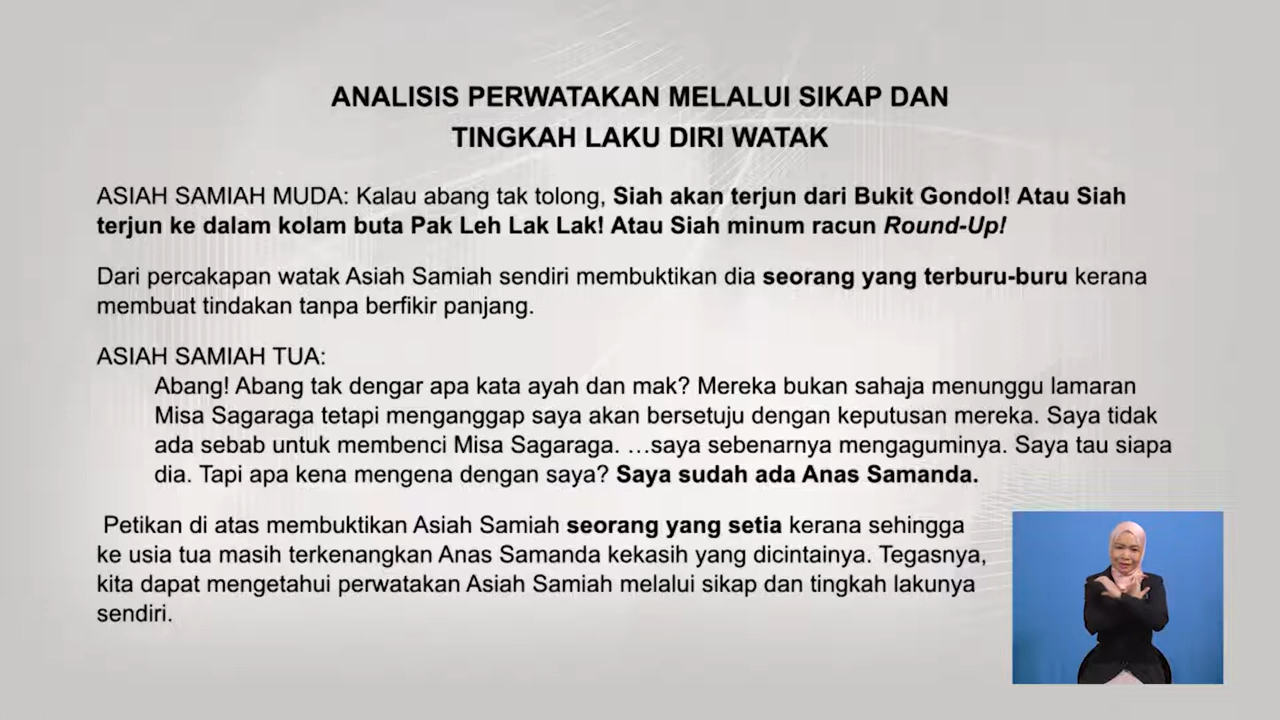 ANALISIS PERWATAKAN MELALUI SIKAP DAN
TINGKAH LAKU DIRI WATAK
ASIAH SAMIAH MUDA: Kalau abang tak tolong, Siah akan terjun dari Bukit Gondol! Atau Siah
terjun ke dalam kolam buta Pak Leh Lak Lak! Atau Siah minum racun Round-Up!
Dari percakapan watak Asiah Samiah sendiri membuktikan dia seorang yang terburu-buru kerana
membuat tindakan tanpa berfikir panjang.
ASIAH SAMIAH TUA:
Abang! Abang tak dengar apa kata ayah dan mak? Mereka bukan sahaja menunggu lamaran
Misa Sagaraga tetapi menganggap saya akan bersetuju dengan keputusan mereka. Saya tidak
ada sebab untuk membenci Misa Sagaraga. …saya sebenarnya mengaguminya. Saya tau siapa
dia. Tapi apa kena mengena dengan saya? Saya sudah ada Anas Samanda.
Petikan di atas membuktikan Asiah Samiah seorang yang setia kerana sehingga
ke usia tua masih terkenangkan Anas Samanda kekasih yang dicintainya. Tegasnya,
kita dapat mengetahui perwatakan Asiah Samiah melalui sikap dan tingkah lakunya
sendiri.